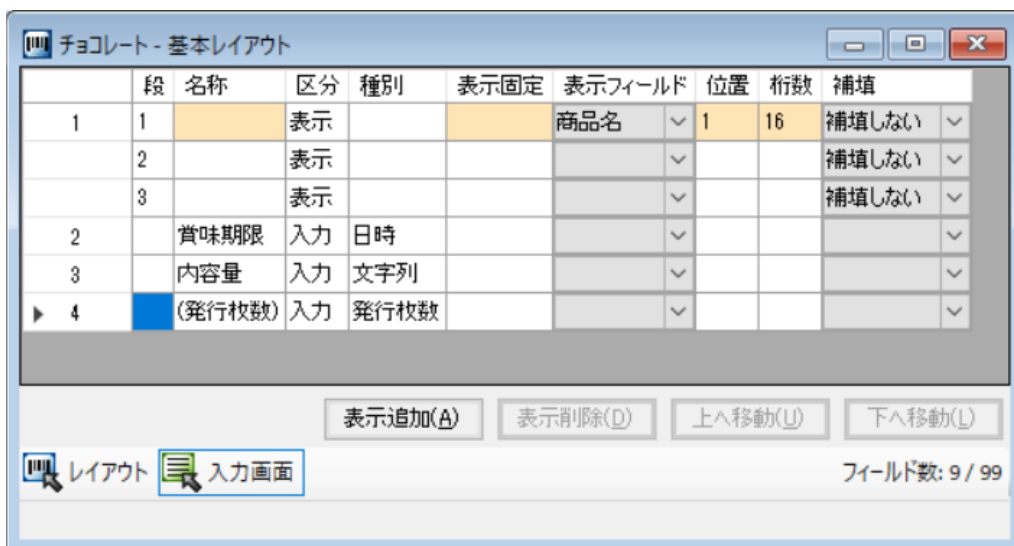 チョコレート - 基本レイアウト
段 名称 区分 種別 表示固定 表示フィールド 位置 桁数 補填
1 1 表示 商品名 1 16 補填しない
2 表示 補填しない
3 表示 補填しない
2 賞味期限 入力 日時
3 内容量 入力 文字列
4 (発行枚数) 入力 発行枚数
表示追加(A) 表示削除(D) 上へ移動(U) 下へ移動(L)
レイアウト 入力画面 フィールド数: 9 / 99